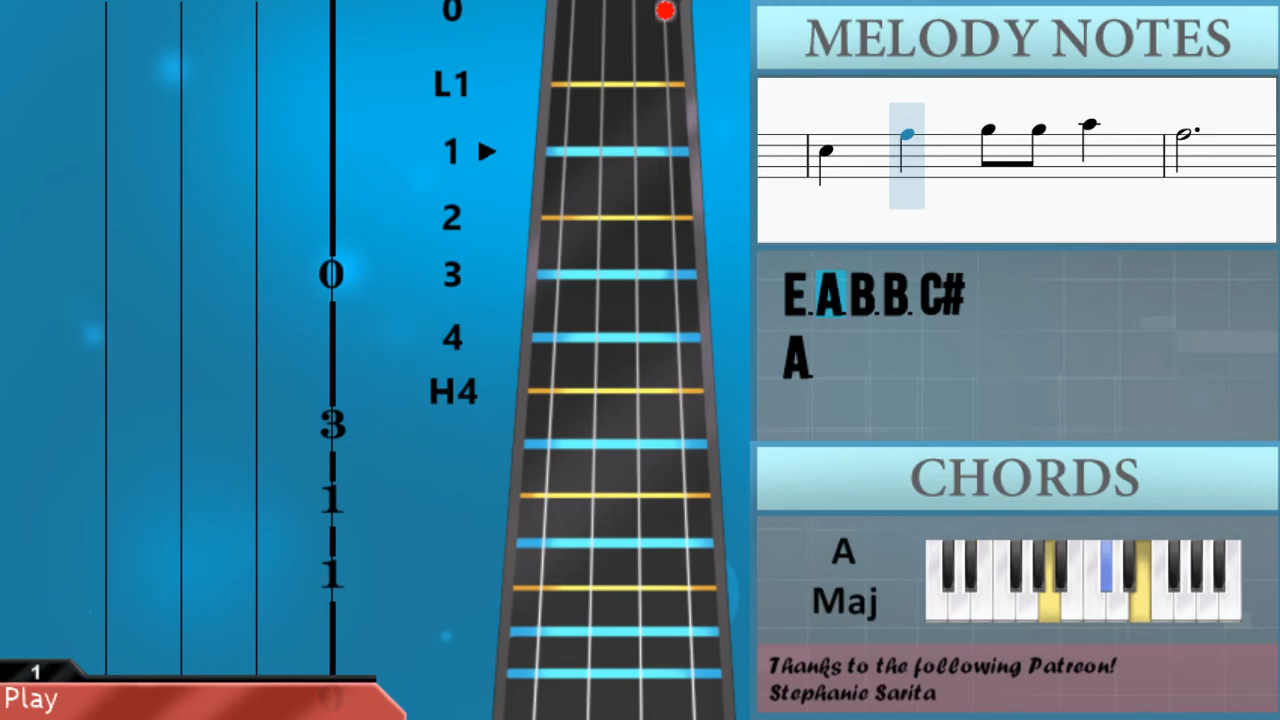 MELODY NOTES
0
L1
1
2
3
4
H4
0
3
1
1
E.A.B.B. C#
A.
CHORDS
A
Maj
Thanks to the following Patreon!
Stephanie Sarita
1
Play